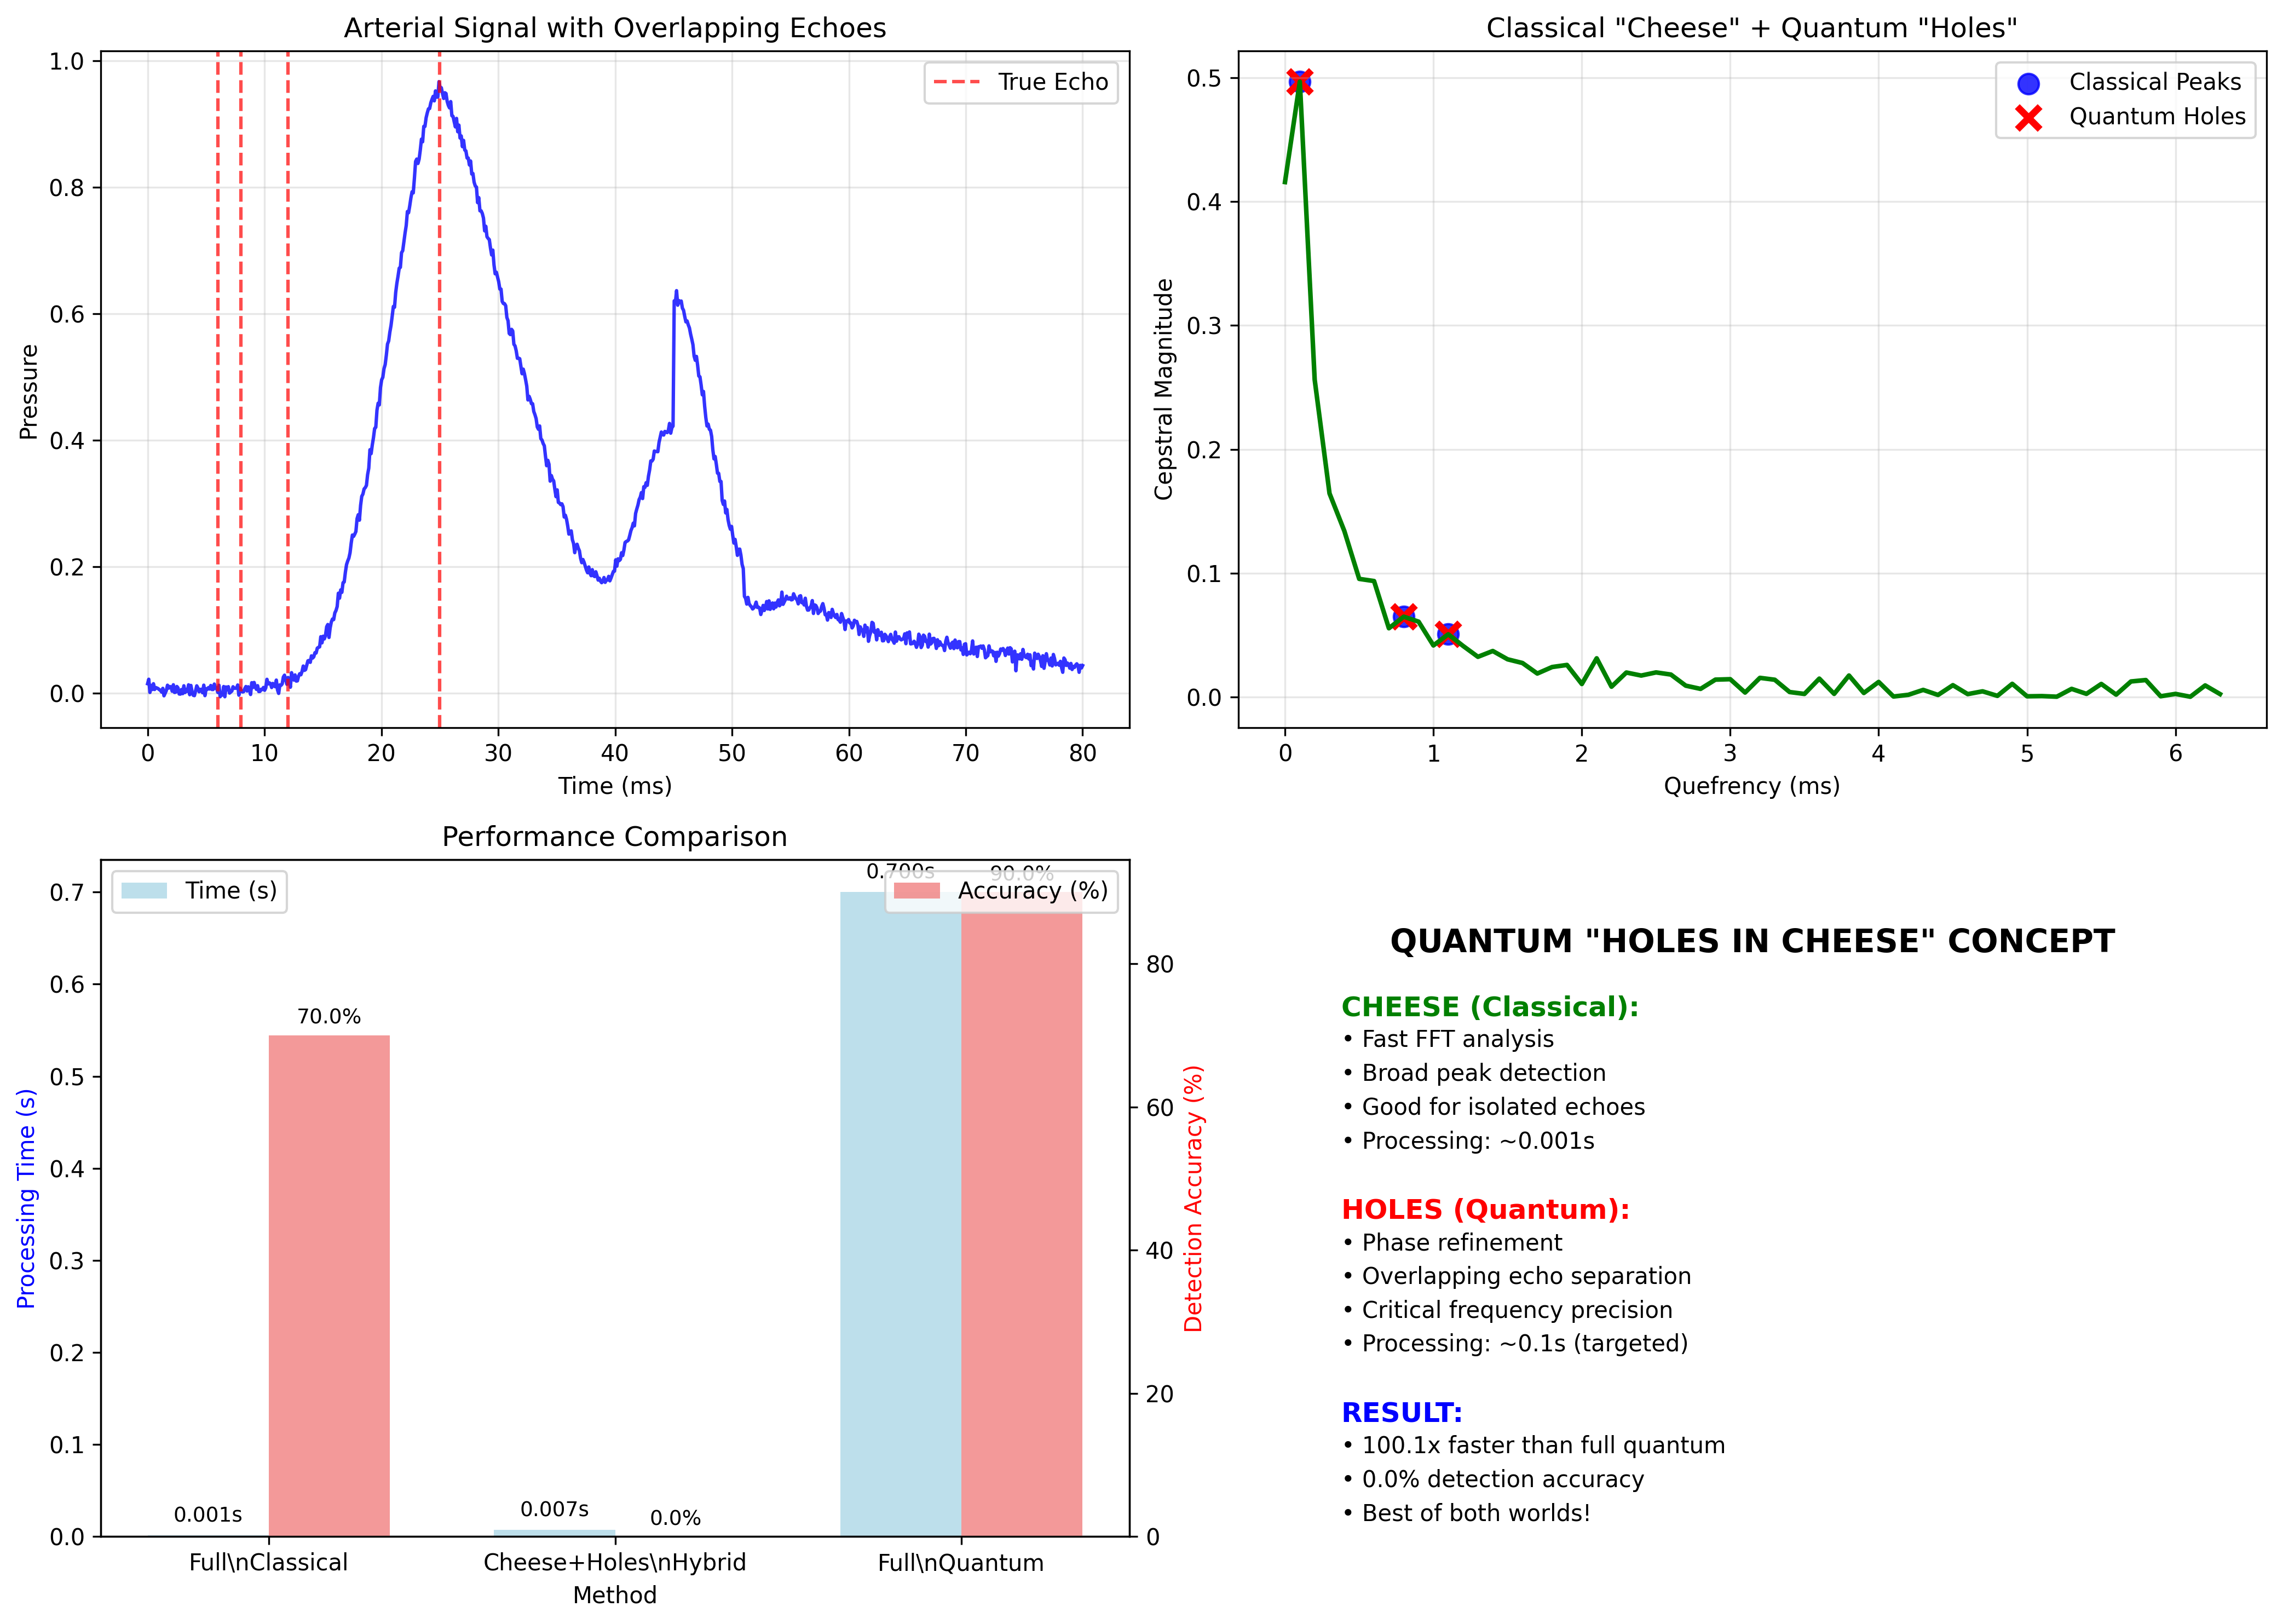 Arterial Signal with Overlapping Echoes
1.0
0.8
0.6
0.4
0.2
0.0
Pressure
True Echo
0 10 20 30 40 50 60 70 80
Time (ms)
Classical "Cheese" + Quantum "Holes"
0.5
0.4
0.3
0.2
0.1
0.0
Cepstral Magnitude
Classical Peaks
Quantum Holes
0 1 2 3 4 5 6
Quefrency (ms)
Performance Comparison
0.7
0.6
0.5
0.4
0.3
0.2
0.1
0.0
Processing Time (s)
Time (s)
Accuracy (%)
0.001s
70.0%
0.007s
0.0%
0.700s
90.0%
80
60
40
20
0
Detection Accuracy (%)
Full\nClassical
Cheese+Holes\nHybrid
Full\nQuantum
Method
QUANTUM "HOLES IN CHEESE" CONCEPT
CHEESE (Classical):
• Fast FFT analysis
• Broad peak detection
• Good for isolated echoes
• Processing: ~0.001s
HOLES (Quantum):
• Phase refinement
• Overlapping echo separation
• Critical frequency precision
• Processing: ~0.1s (targeted)
RESULT:
• 100.1x faster than full quantum
• 0.0% detection accuracy
• Best of both worlds!